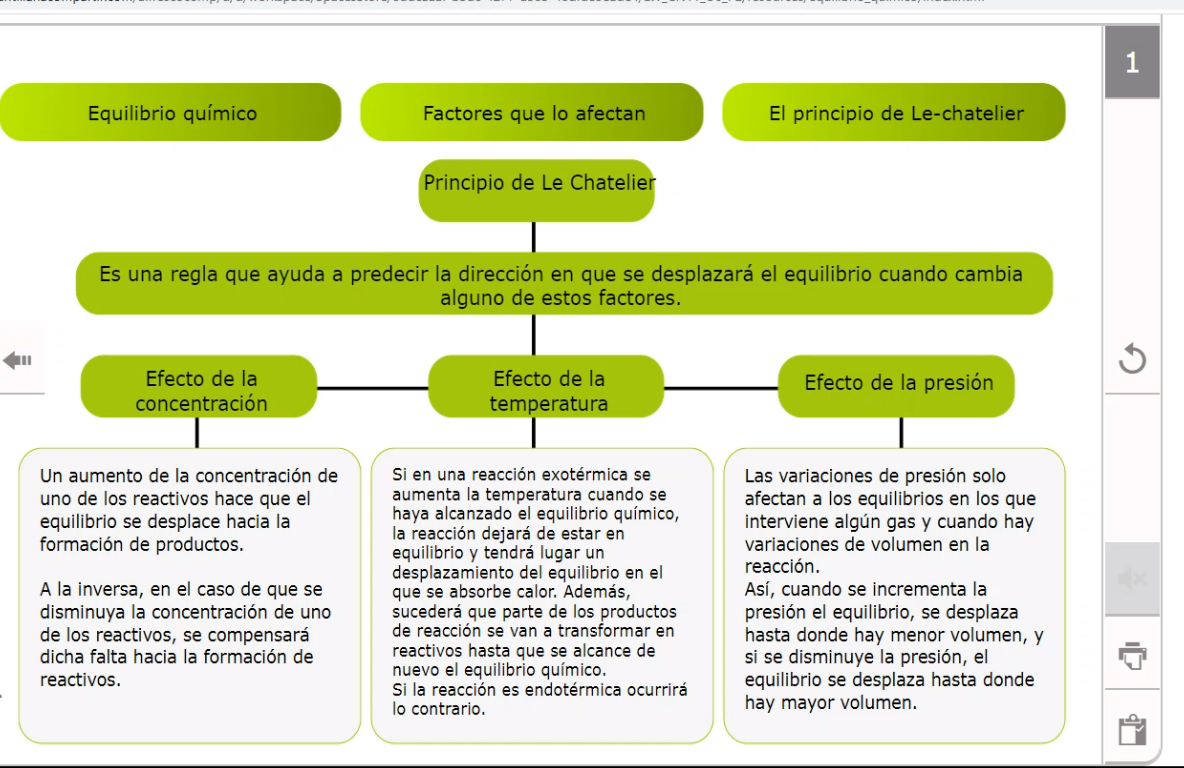 1
Equilibrio químico
Factores que lo afectan
El principio de Le-chatelier
Principio de Le Chatelier
Es una regla que ayuda a predecir la dirección en que se desplazará el equilibrio cuando cambia
alguno de estos factores.
Efecto de la
concentración
Efecto de la
temperatura
Efecto de la presión
Un aumento de la concentración de
uno de los reactivos hace que el
equilibrio se desplace hacia la
formación de productos.
A la inversa, en el caso de que se
disminuya la concentración de uno
de los reactivos, se compensará
dicha falta hacia la formación de
reactivos.
Si en una reacción exotérmica se
aumenta la temperatura cuando se
haya alcanzado el equilibrio químico,
la reacción dejará de estar en
equilibrio y tendrá lugar un
desplazamiento del equilibrio en el
que se absorbe calor. Además,
sucederá que parte de los productos
de reacción se van a transformar en
reactivos hasta que se alcance de
nuevo el equilibrio químico.
Si la reacción es endotérmica ocurrirá
lo contrario.
Las variaciones de presión solo
afectan a los equilibrios en los que
interviene algún gas y cuando hay
variaciones de volumen en la
reacción.
Así, cuando se incrementa la
presión el equilibrio, se desplaza
hasta donde hay menor volumen, y
si se disminuye la presión, el
equilibrio se desplaza hasta donde
hay mayor volumen.